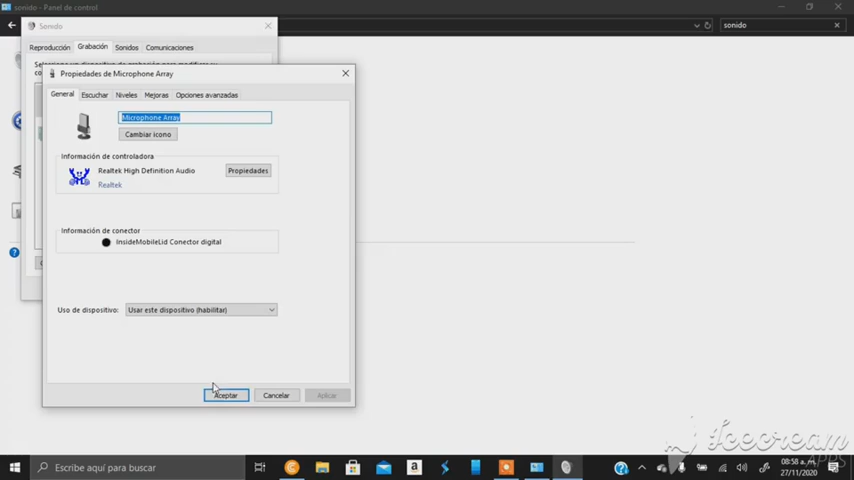 sonido - Panel de control
sonido
Sonido
Reproducción Grabación Sonidos Comunicaciones
Propiedades de Microphone Array
General Escuchar Niveles Mejoras Opciones avanzadas
Microphone Array
Cambiar icono
Información de controladora
Realtek High Definition Audio
Propiedades
Realtek
Información de conector
InsideMobileLid Conector digital
Uso de dispositivo: Usar este dispositivo (habilitar)
Aceptar Cancelar Aplicar
Icecream
APPS
Escribe aquí para buscar
08:58 a. m.
27/11/2020